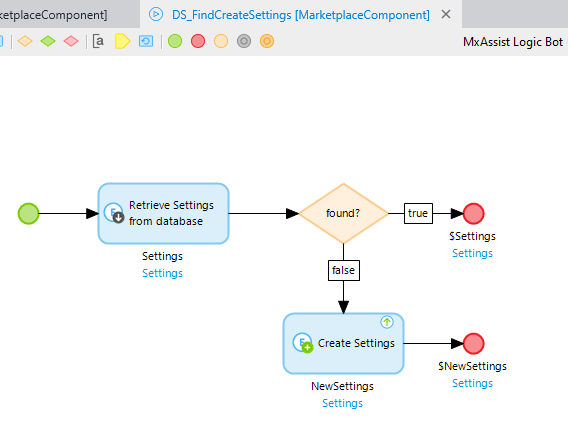 ketplaceComponent]
DS_FindCreateSettings [MarketplaceComponent]
MxAssist Logic Bot
Retrieve Settings
from database
found?
true
$Settings
Settings
Settings
Settings
false
Create Settings
$NewSettings
Settings
NewSettings
Settings